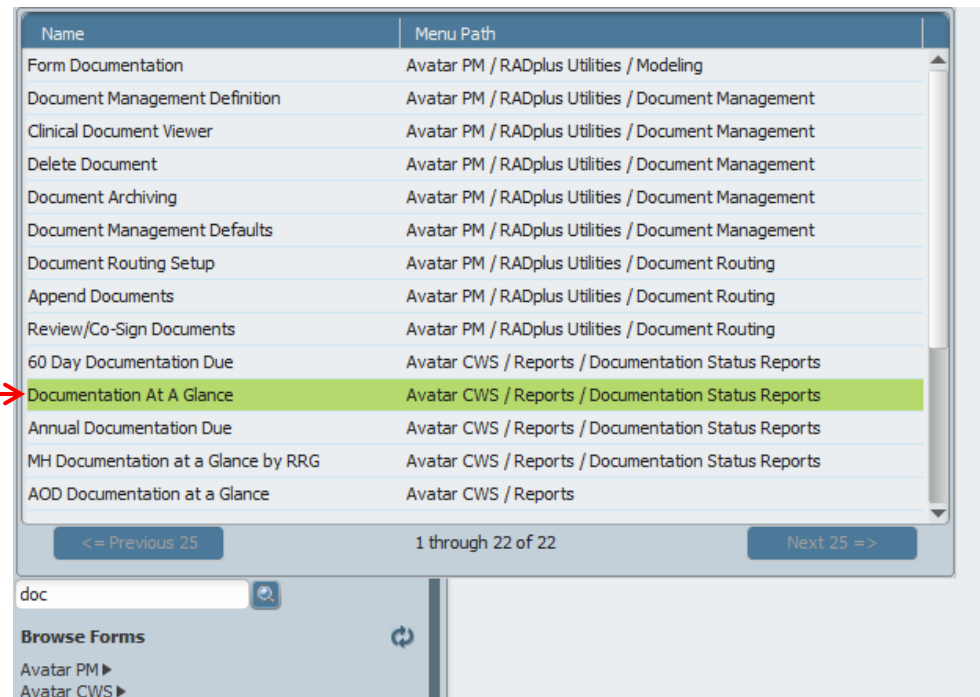 Name Menu Path
Form Documentation Avatar PM / RADplus Utilities / Modeling
Document Management Definition Avatar PM / RADplus Utilities / Document Management
Clinical Document Viewer Avatar PM / RADplus Utilities / Document Management
Delete Document Avatar PM / RADplus Utilities / Document Management
Document Archiving Avatar PM / RADplus Utilities / Document Management
Document Management Defaults Avatar PM / RADplus Utilities / Document Management
Document Routing Setup Avatar PM / RADplus Utilities / Document Routing
Append Documents Avatar PM / RADplus Utilities / Document Routing
Review/Co-Sign Documents Avatar PM / RADplus Utilities / Document Routing
60 Day Documentation Due Avatar CWS / Reports / Documentation Status Reports
Documentation At A Glance Avatar CWS / Reports / Documentation Status Reports
Annual Documentation Due Avatar CWS / Reports / Documentation Status Reports
MH Documentation at a Glance by RRG Avatar CWS / Reports / Documentation Status Reports
AOD Documentation at a Glance Avatar CWS / Reports
<= Previous 25 1 through 22 of 22 Next 25 =>
doc
Browse Forms
Avatar PM
Avatar CWS